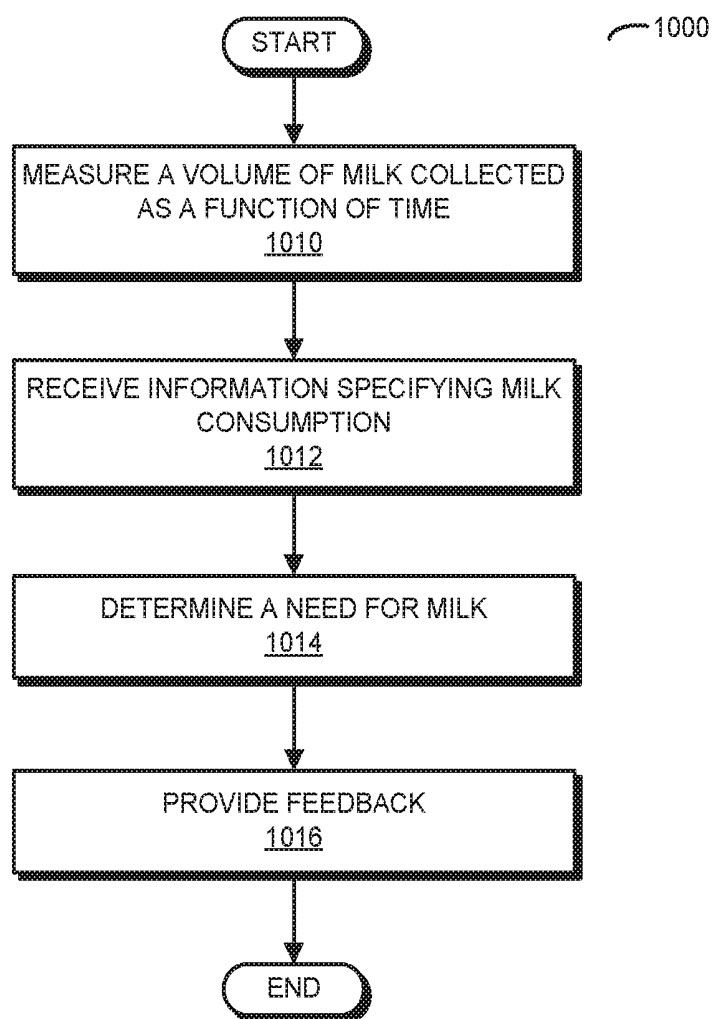 START
1000
MEASURE A VOLUME OF MILK COLLECTED
AS A FUNCTION OF TIME
1010
RECEIVE INFORMATION SPECIFYING MILK
CONSUMPTION
1012
DETERMINE A NEED FOR MILK
1014
PROVIDE FEEDBACK
1016
END